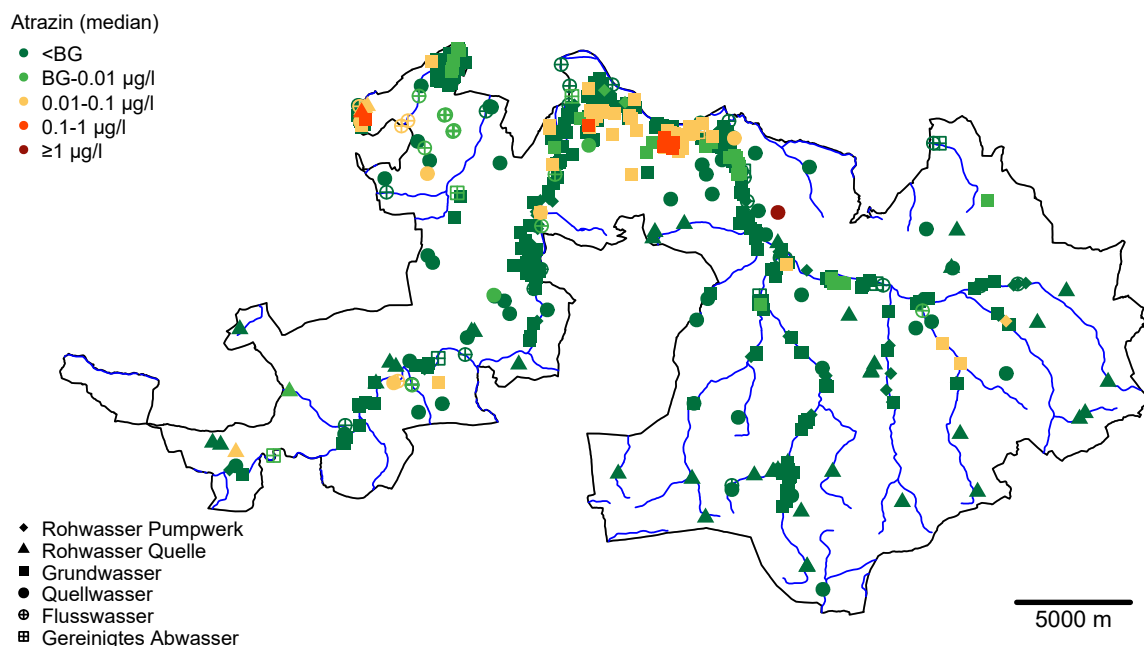 Atrazin (median)
<BG
BG-0.01 µg/l
0.01-0.1 µg/l
0.1-1 µg/l
≥1 µg/l
Rohwasser Pumpwerk
Rohwasser Quelle
Grundwasser
Quellwasser
Flusswasser
Gereinigtes Abwasser
5000 m